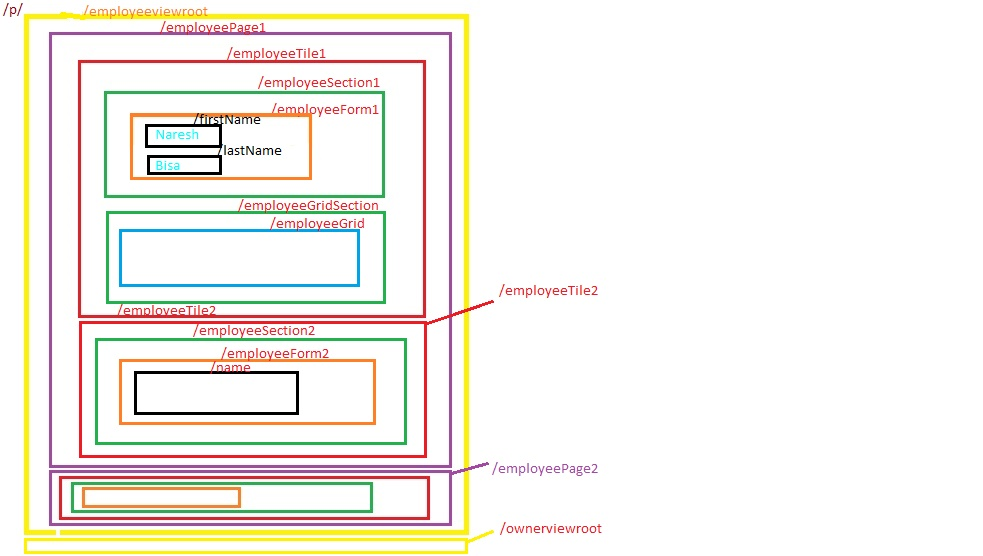 /p/
/employeeviewroot
/employeePage1
/employeeTile1
/employeeSection1
/employeeForm1
/firstName
Naresh
/lastName
Bisa
/employeeGridSection
/employeeGrid
/employeeTile2
/employeeTile2
/employeeSection2
/employeeForm2
/name
/employeePage2
/ownerviewroot